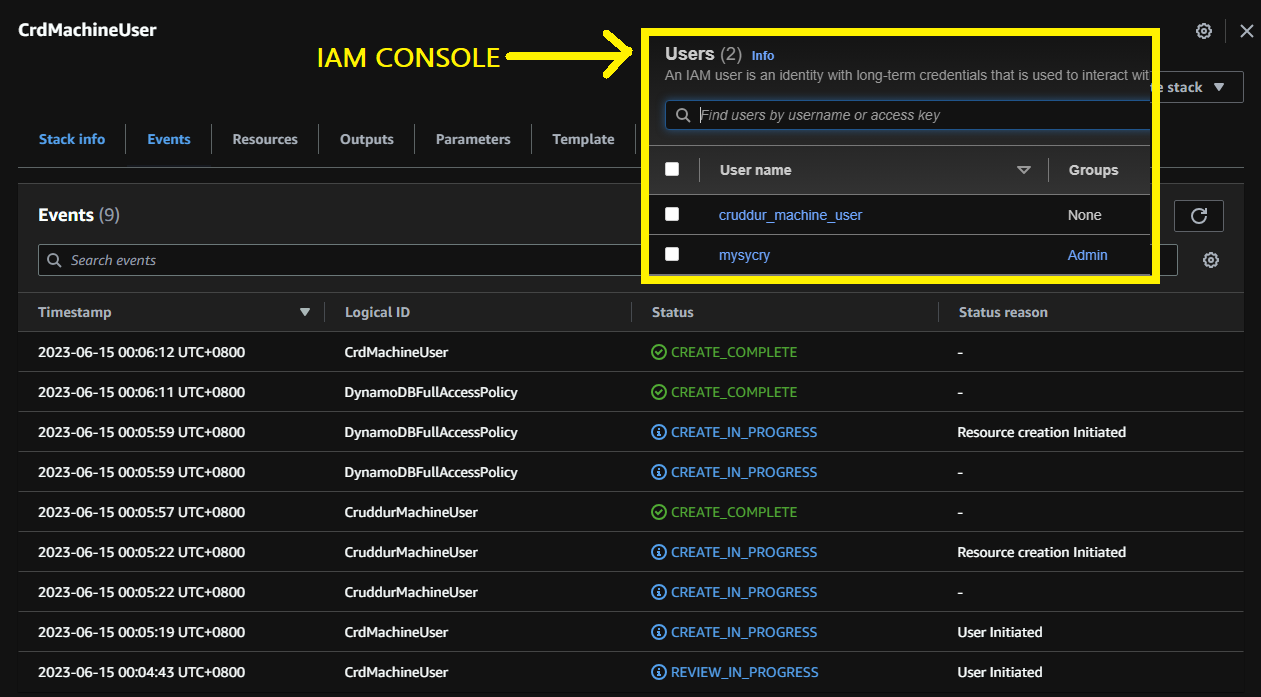 CrdMachineUser
IAM CONSOLE
Users (2) Info
An IAM user is an identity with long-term credentials that is used to interact wit
te stack
Find users by username or access key
Stack info Events Resources Outputs Parameters Template
User name Groups
cruddur_machine_user None
mysycry Admin
Events (9)
Search events
Timestamp Logical ID Status Status reason
2023-06-15 00:06:12 UTC+0800 CrdMachineUser CREATE_COMPLETE -
2023-06-15 00:06:11 UTC+0800 DynamoDBFullAccessPolicy CREATE_COMPLETE -
2023-06-15 00:05:59 UTC+0800 DynamoDBFullAccessPolicy CREATE_IN_PROGRESS Resource creation Initiated
2023-06-15 00:05:59 UTC+0800 DynamoDBFullAccessPolicy CREATE_IN_PROGRESS -
2023-06-15 00:05:57 UTC+0800 CruddurMachineUser CREATE_COMPLETE -
2023-06-15 00:05:22 UTC+0800 CruddurMachineUser CREATE_IN_PROGRESS Resource creation Initiated
2023-06-15 00:05:22 UTC+0800 CruddurMachineUser CREATE_IN_PROGRESS -
2023-06-15 00:05:19 UTC+0800 CrdMachineUser CREATE_IN_PROGRESS User Initiated
2023-06-15 00:04:43 UTC+0800 CrdMachineUser REVIEW_IN_PROGRESS User Initiated